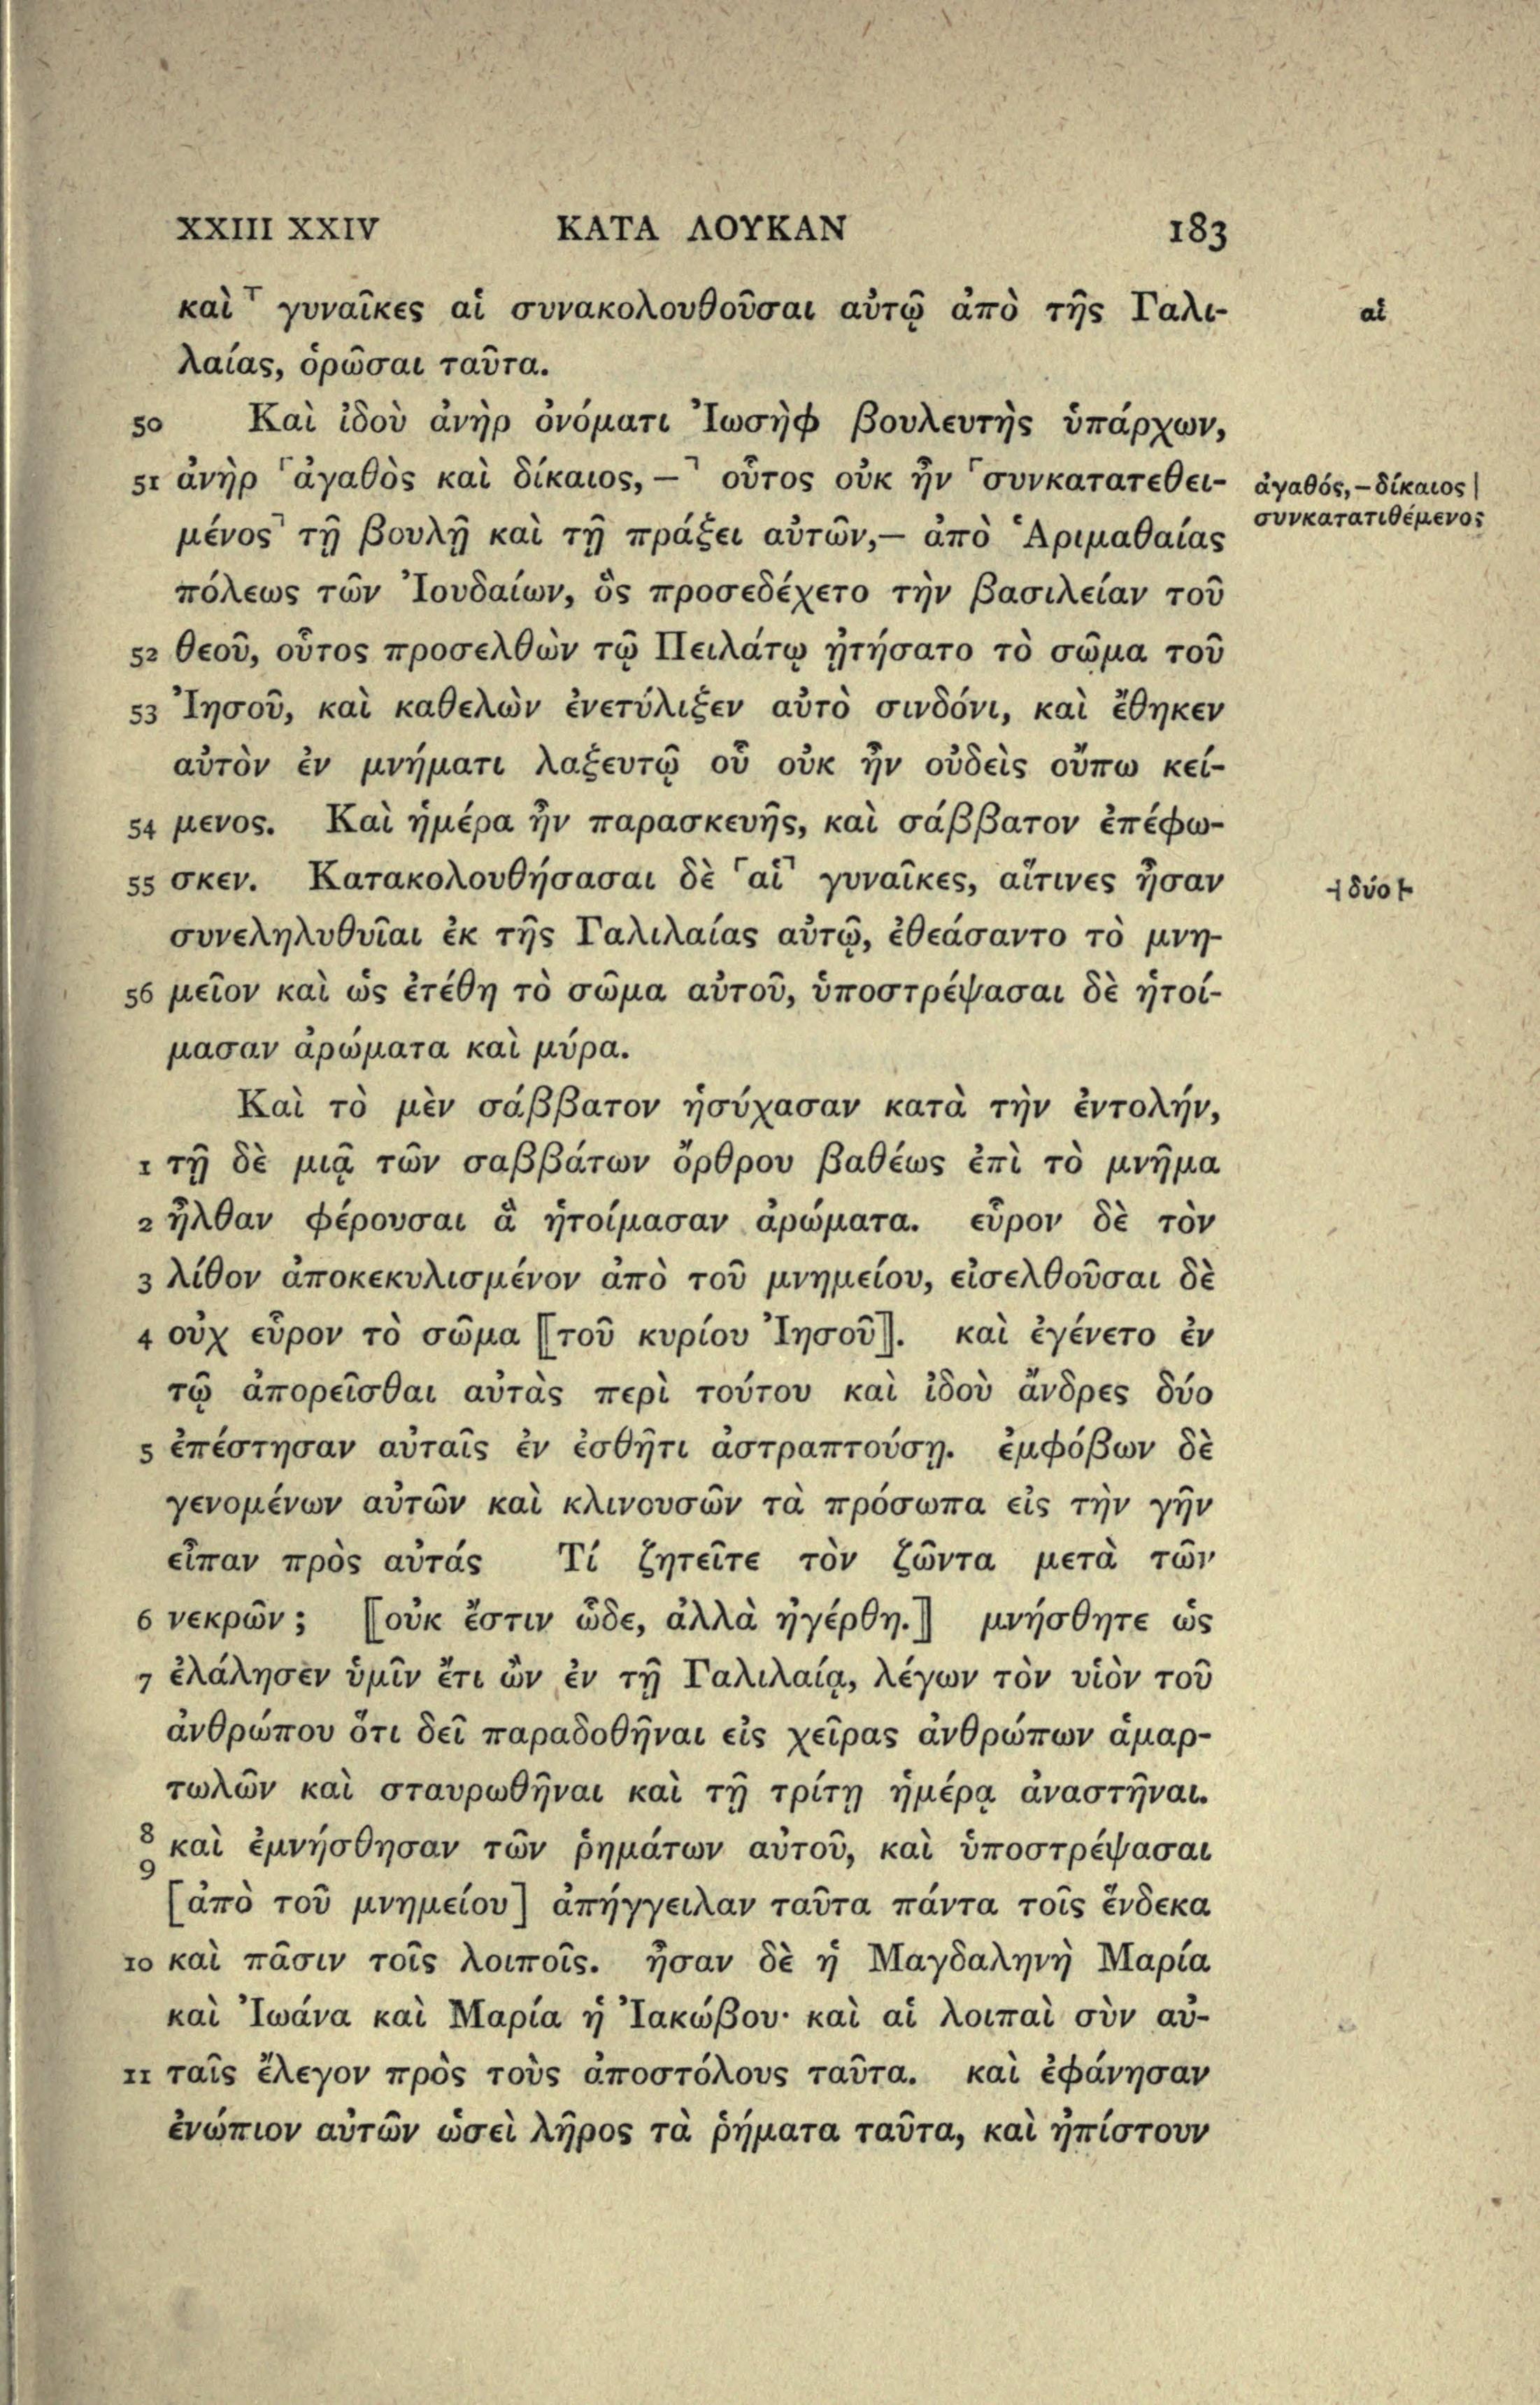 XXIII XXIV ΚΑΤΑ ΛΟΥΚΑΝ 183
καὶ ⸆ γυναῖκες αἱ συνακολουθοῦσαι αὐτῷ ἀπὸ τῆς Γαλι- αἱ
λαίας, ὁρῶσαι ταῦτα.
50 Καὶ ἰδοὺ ἀνὴρ ὀνόματι Ἰωσὴφ βουλευτὴς ὑπάρχων,
51 ἀνὴρ ⸢ἀγαθὸς καὶ δίκαιος, —⸣ οὗτος οὐκ ἦν ⸢συνκατατεθει- ἀγαθός, – δίκαιος |
μένος⸣ τῇ βουλῇ καὶ τῇ πράξει αὐτῶν,— ἀπὸ Ἁριμαθαίας συνκατατιθέμενος
πόλεως τῶν Ἰουδαίων, ὃς προσεδέχετο τὴν βασιλείαν τοῦ
52 θεοῦ, οὗτος προσελθὼν τῷ Πειλάτῳ ᾐτήσατο τὸ σῶμα τοῦ
53 Ἰησοῦ, καὶ καθελὼν ἐνετύλιξεν αὐτὸ σινδόνι, καὶ ἔθηκεν
αὐτὸν ἐν μνήματι λαξευτῷ οὗ οὐκ ἦν οὐδεὶς οὔπω κεί-
54 μενος. Καὶ ἡμέρα ἦν παρασκευῆς, καὶ σάββατον ἐπέφω-
55 σκεν. Κατακολουθήσασαι δὲ ⸢αἱ⸣ γυναῖκες, αἵτινες ἦσαν ⊣ δύο ⊢
συνεληλυθυῖαι ἐκ τῆς Γαλιλαίας αὐτῷ, ἐθεάσαντο τὸ μνη-
56 μεῖον καὶ ὡς ἐτέθη τὸ σῶμα αὐτοῦ, ὑποστρέψασαι δὲ ἡτοί-
μασαν ἀρώματα καὶ μύρα.
Καὶ τὸ μὲν σάββατον ἡσύχασαν κατὰ τὴν ἐντολήν,
1 τῇ δὲ μιᾷ τῶν σαββάτων ὄρθρου βαθέως ἐπὶ τὸ μνῆμα
2 ἦλθαν φέρουσαι ἃ ἡτοίμασαν ἀρώματα. εὗρον δὲ τὸν
3 λίθον ἀποκεκυλισμένον ἀπὸ τοῦ μνημείου, εἰσελθοῦσαι δὲ
4 οὐχ εὗρον τὸ σῶμα ⟦τοῦ κυρίου Ἰησοῦ⟧. καὶ ἐγένετο ἐν
τῷ ἀπορεῖσθαι αὐτὰς περὶ τούτου καὶ ἰδοὺ ἄνδρες δύο
5 ἐπέστησαν αὐταῖς ἐν ἐσθῆτι ἀστραπτούσῃ. ἐμφόβων δὲ
γενομένων αὐτῶν καὶ κλινουσῶν τὰ πρόσωπα εἰς τὴν γῆν
εἶπαν πρὸς αὐτάς Τί ζητεῖτε τὸν ζῶντα μετὰ τῶν
6 νεκρῶν; ⟦οὐκ ἔστιν ὧδε, ἀλλὰ ἠγέρθη.⟧ μνήσθητε ὡς
7 ἐλάλησεν ὑμῖν ἔτι ὢν ἐν τῇ Γαλιλαίᾳ, λέγων τὸν υἱὸν τοῦ
ἀνθρώπου ὅτι δεῖ παραδοθῆναι εἰς χεῖρας ἀνθρώπων ἁμαρ-
τωλῶν καὶ σταυρωθῆναι καὶ τῇ τρίτῃ ἡμέρᾳ ἀναστῆναι.
8 9 καὶ ἐμνήσθησαν τῶν ῥημάτων αὐτοῦ, καὶ ὑποστρέψασαι
[ἀπὸ τοῦ μνημείου] ἀπήγγειλαν ταῦτα πάντα τοῖς ἕνδεκα
10 καὶ πᾶσιν τοῖς λοιποῖς. ἦσαν δὲ ἡ Μαγδαληνὴ Μαρία
καὶ Ἰωάνα καὶ Μαρία ἡ Ἰακώβου· καὶ αἱ λοιπαὶ σὺν αὐ-
11 ταῖς ἔλεγον πρὸς τοὺς ἀποστόλους ταῦτα. καὶ ἐφάνησαν
ἐνώπιον αὐτῶν ὡσεὶ λῆρος τὰ ῥήματα ταῦτα, καὶ ἠπίστουν